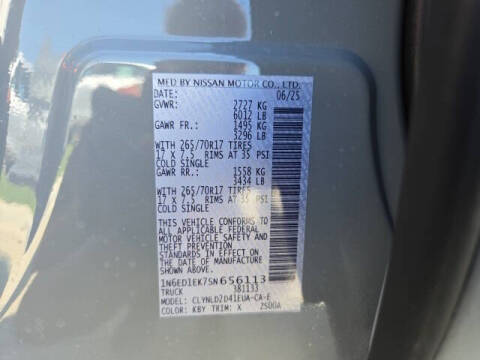 MFD BY NISSAN MOTOR CO., LTD.
DATE: 06/25
GVWR: 2727 KG
6012 LB
GAWR FR.: 1495 KG
3296 LB
WITH 265/70R17 TIRES
17 X 7.5 RIMS AT 35 PSI
COLD SINGLE
GAWR RR.: 1558 KG
3434 LB
WITH 265/70R17 TIRES
17 X 7.5 RIMS AT 35 PSI
COLD SINGLE
THIS VEHICLE CONFORMS TO
ALL APPLICABLE FEDERAL
MOTOR VEHICLE SAFETY AND
THEFT PREVENTION STANDARDS
IN EFFECT ON THE DATE OF
MANUFACTURE SHOWN ABOVE.
1N6ED1EK7SN656113
TRUCK 381133
MODEL: CLYNLD2D41EUA-CA-E
COLOR: KBY TRIM: X 2SDOA